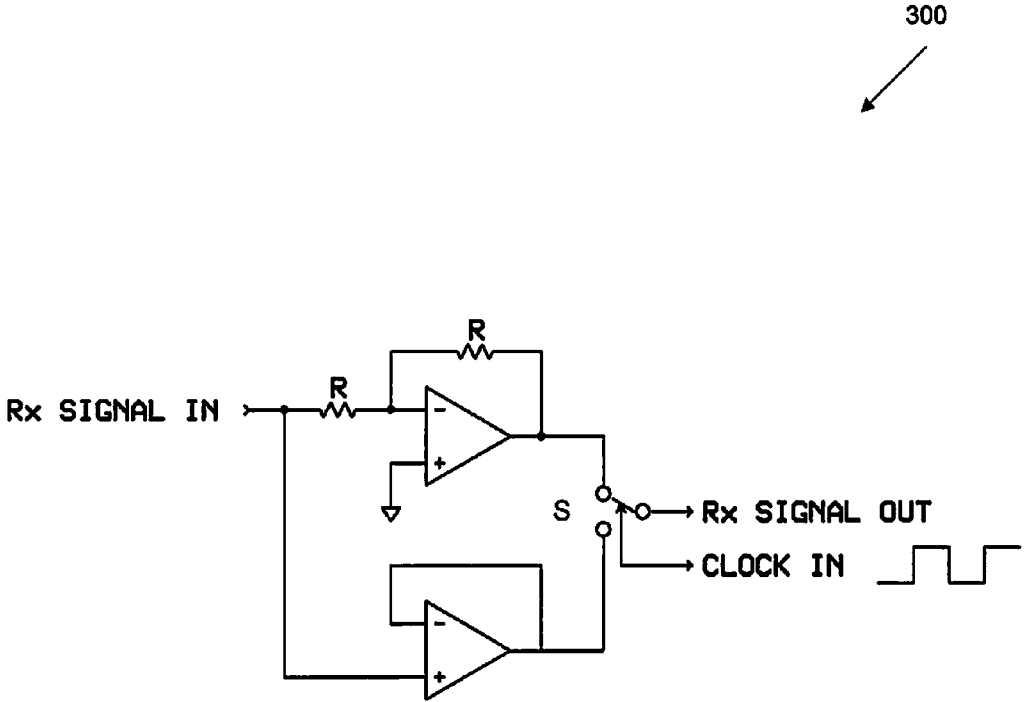 300
R
R
Rx SIGNAL IN
-
+
S
Rx SIGNAL OUT
CLOCK IN
-
+